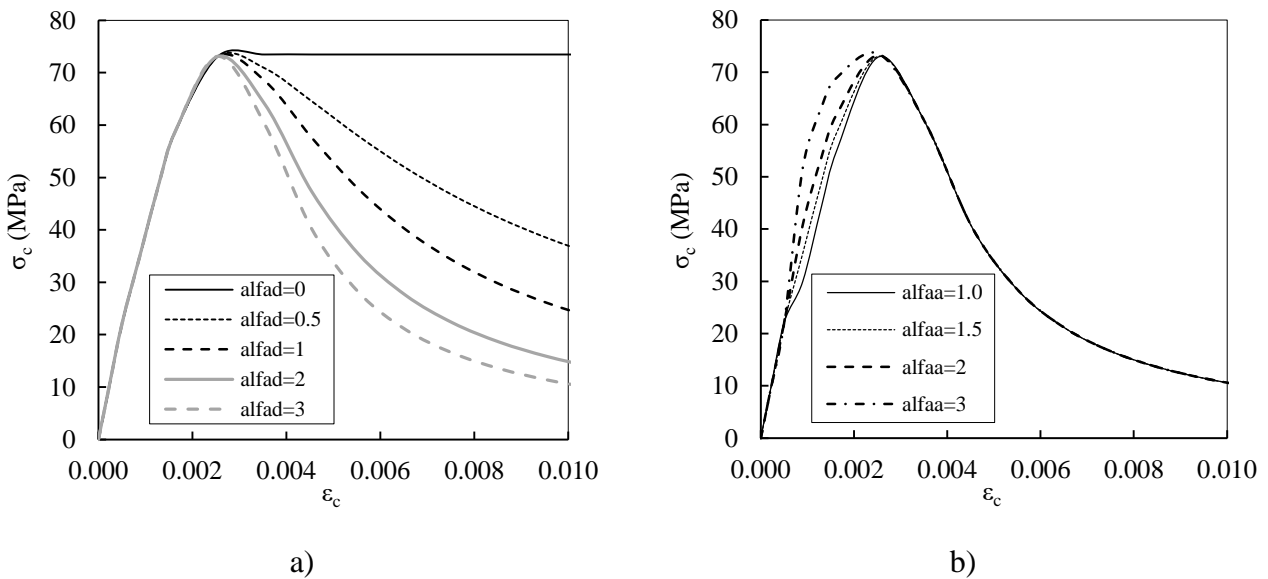 80
70
60
50
40
30
20
10
0
σc (MPa)
alfad=0
alfad=0.5
alfad=1
alfad=2
alfad=3
0.000 0.002 0.004 0.006 0.008 0.010
εc
a)
80
70
60
50
40
30
20
10
0
σc (MPa)
alfaa=1.0
alfaa=1.5
alfaa=2
alfaa=3
0.000 0.002 0.004 0.006 0.008 0.010
εc
b)